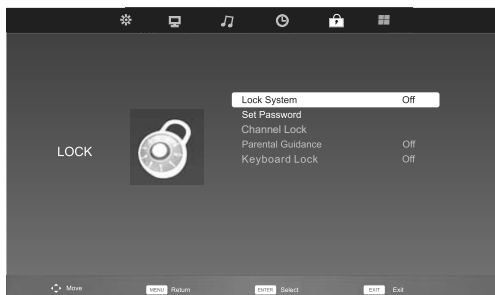 Lock System Off
Set Password
Channel Lock
Parental Guidance Off
Keyboard Lock Off
LOCK
Move MENU Return ENTER Select EXIT Exit